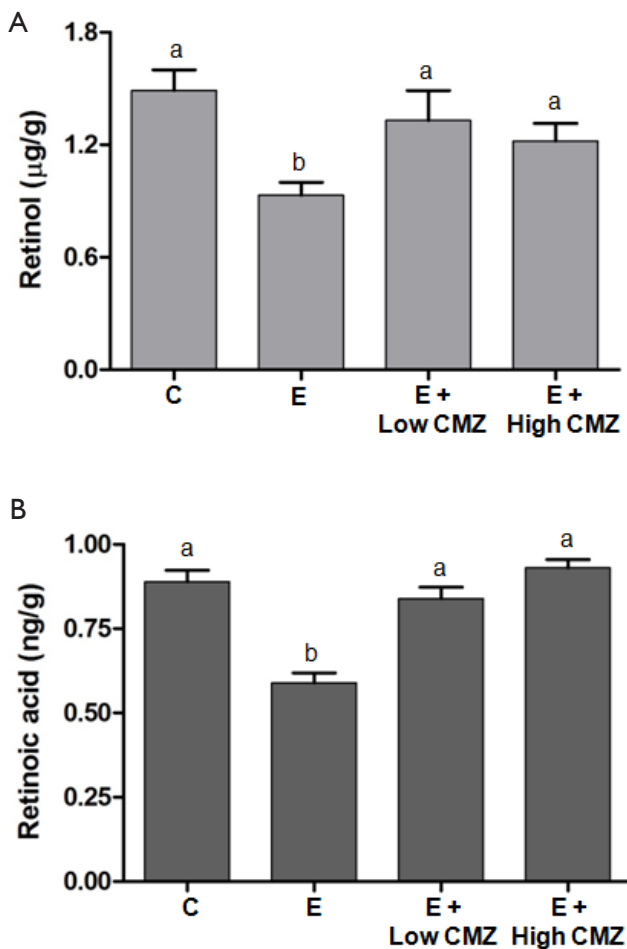 A
Retinol (μg/g)
1.8
1.2
0.6
0.0
a
b
a
a
C
E
E +
Low CMZ
E +
High CMZ
B
Retinoic acid (ng/g)
1.00
0.75
0.50
0.25
0.00
a
b
a
a
C
E
E +
Low CMZ
E +
High CMZ